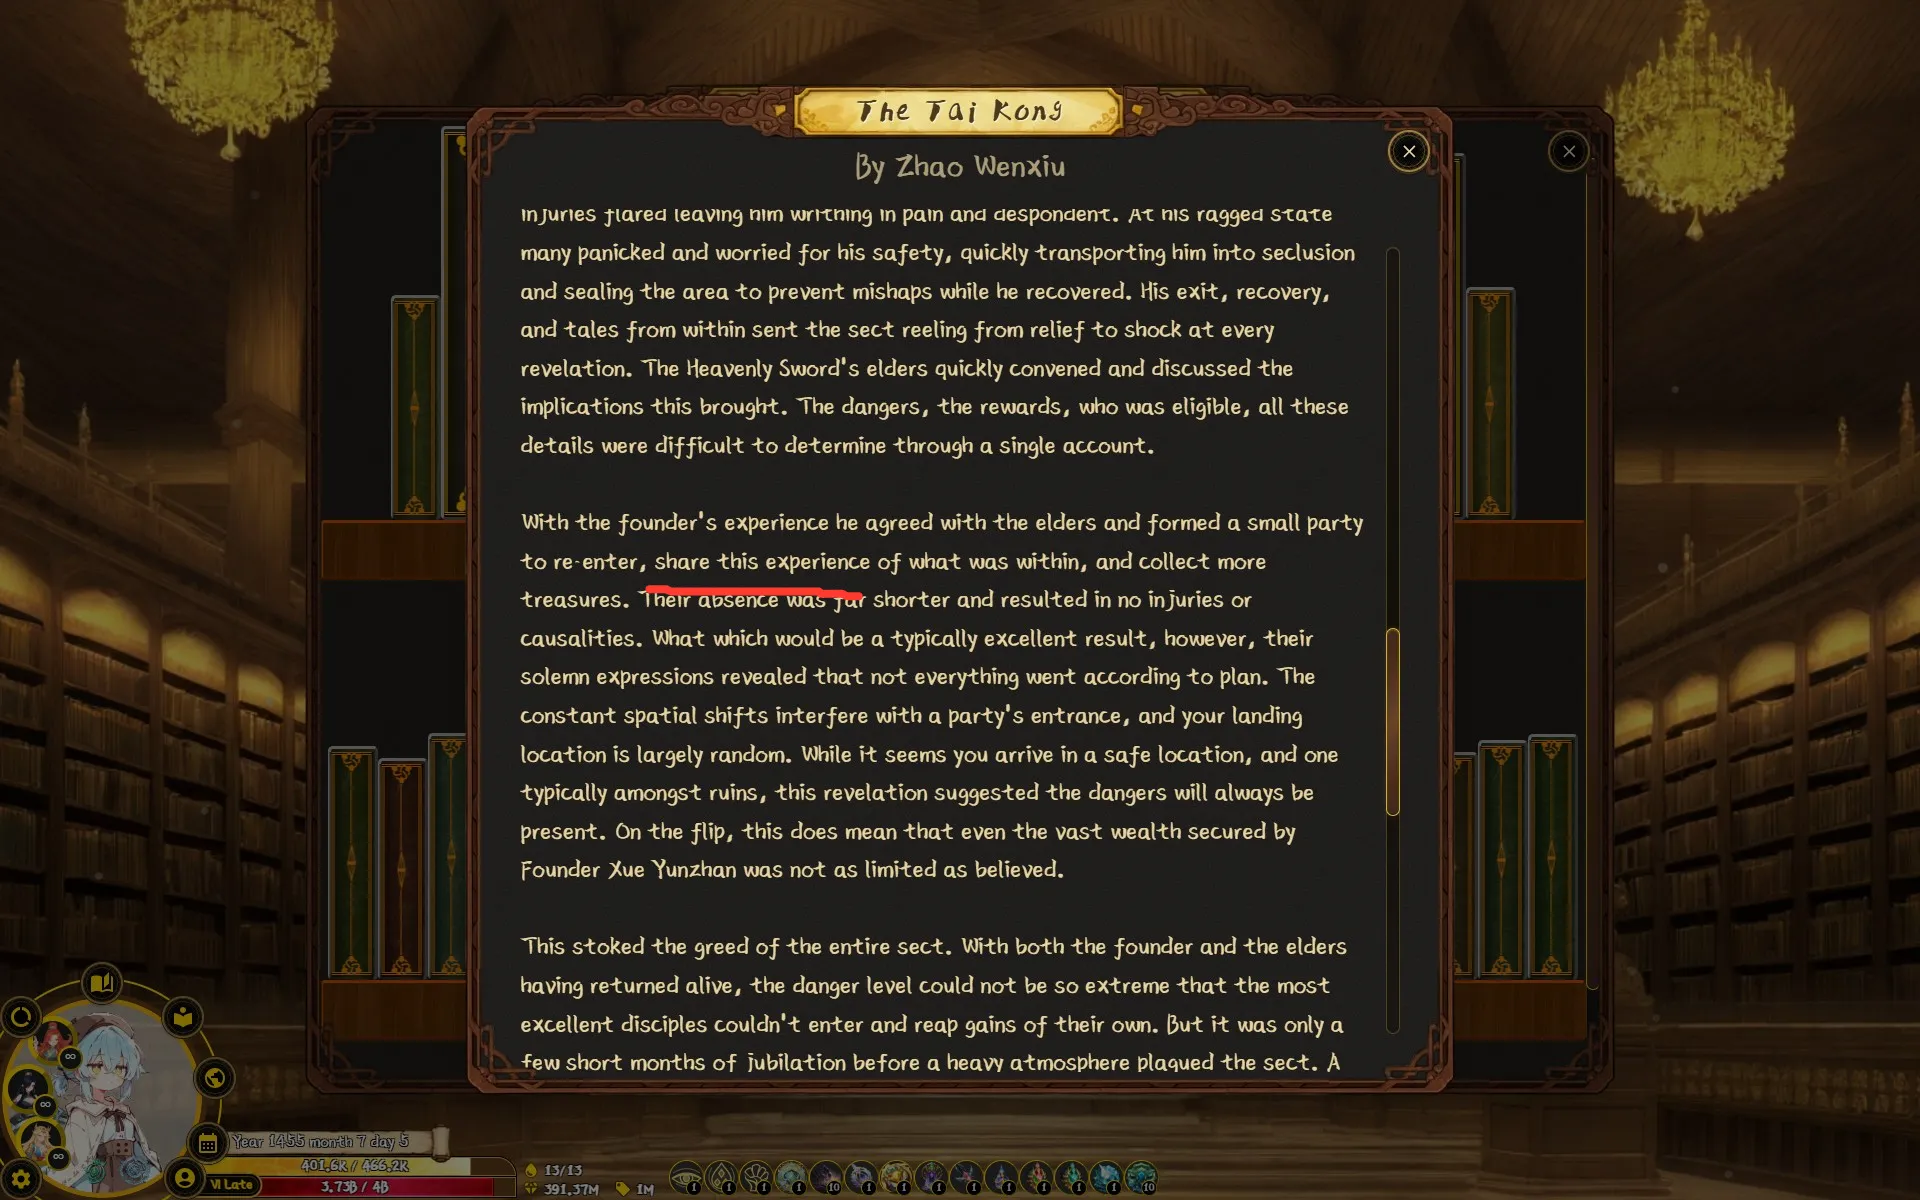 The Tai Kong
By Zhao Wenxiu
injuries flared leaving him writhing in pain and despondent. At his ragged state
many panicked and worried for his safety, quickly transporting him into seclusion
and sealing the area to prevent mishaps while he recovered. His exit, recovery,
and tales from within sent the sect reeling from relief to shock at every
revelation. The Heavenly Sword's elders quickly convened and discussed the
implications this brought. The dangers, the rewards, who was eligible, all these
details were difficult to determine through a single account.
With the founder's experience he agreed with the elders and formed a small party
to re-enter, share this experience of what was within, and collect more
treasures. Their absence was far shorter and resulted in no injuries or
causalities. What which would be a typically excellent result, however, their
solemn expressions revealed that not everything went according to plan. The
constant spatial shifts interfere with a party's entrance, and your landing
location is largely random. While it seems you arrive in a safe location, and one
typically amongst ruins, this revelation suggested the dangers will always be
present. On the flip, this does mean that even the vast wealth secured by
Founder Xue Yunzhan was not as limited as believed.
This stoked the greed of the entire sect. With both the founder and the elders
having returned alive, the danger level could not be so extreme that the most
excellent disciples couldn't enter and reap gains of their own. But it was only a
few short months of jubilation before a heavy atmosphere plagued the sect. A
Year 1455 month 7 day 5
401.6K / 466.2K
VI Late
3.73B / 4B
13/13
391.37M
1M
1 1 1 1 10 1 1 1 1 1 1 1 1 10